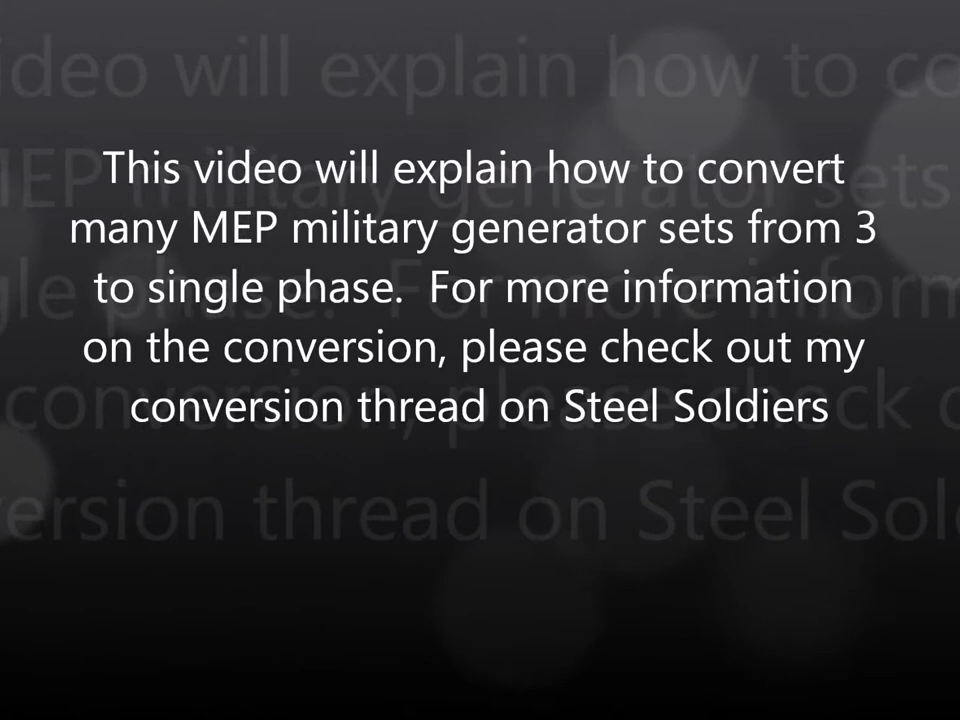 This video will explain how to convert
many MEP military generator sets from 3
to single phase.  For more information
on the conversion, please check out my
conversion thread on Steel Soldiers